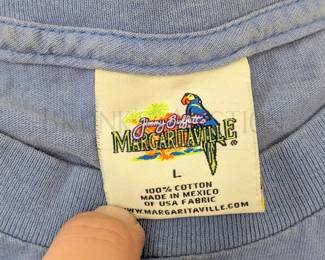 Jimmy Buffett's
MARGARITAVILLE®
L
100% COTTON
MADE IN MEXICO
OF USA FABRIC
WWW.MARGARITAVILLE.COM